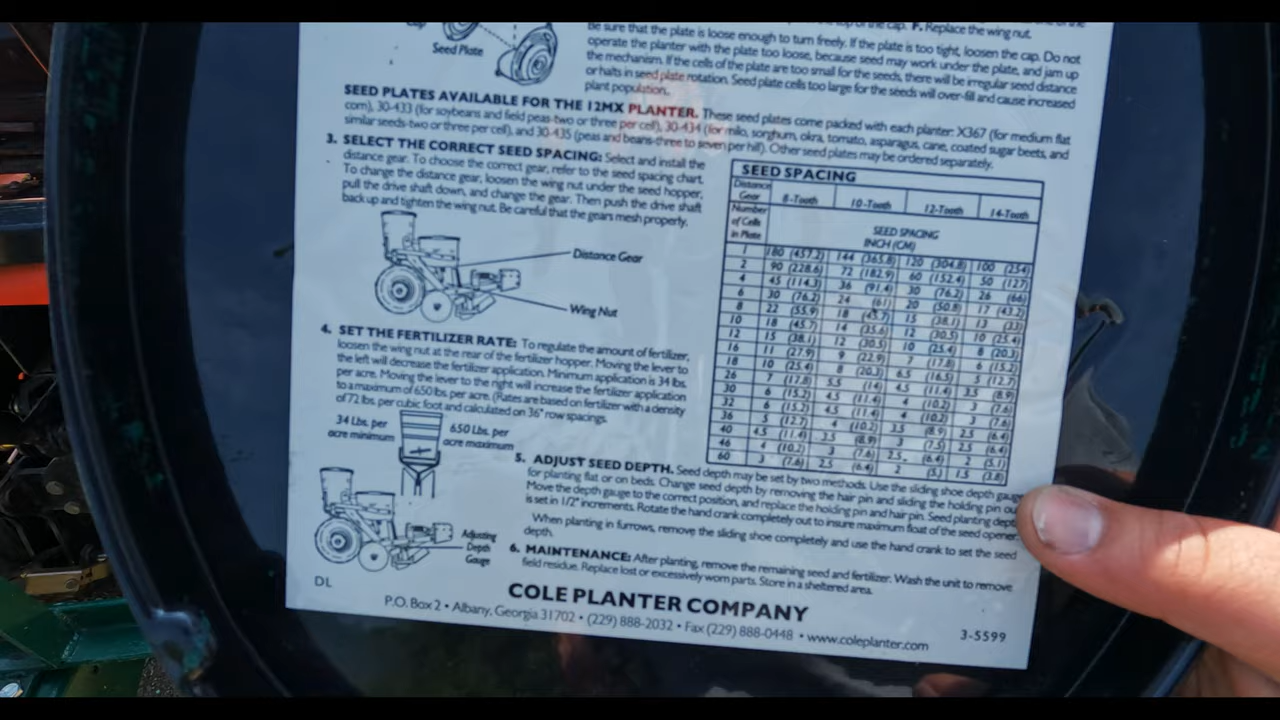 Seed Plate
be sure that the plate is loose enough to turn freely. If the plate is too tight, loosen the cap. Do not
operate the planter with the plate too loose, because seed may work under the plate, and jam up
the mechanism. If the cells of the plate are too small for the seeds, there will be irregular seed distance
or halts in seed plate rotation. Seed plate cells too large for the seeds will over-fill and cause increased
plant population.
SEED PLATES AVAILABLE FOR THE 12MX PLANTER. These seed plates come packed with each planter: X367 (for medium flat
corn), 30-433 (for soybeans and field peas-two or three per cell), 30-434 (for milo, sorghum, okra, tomato, asparagus, cane, coated sugar beets, and
similar seeds-two or three per cell), and 30-435 (peas and beans-three to seven per hill). Other seed plates may be ordered separately.
3. SELECT THE CORRECT SEED SPACING: Select and install the
distance gear. To choose the correct gear, refer to the seed spacing chart.
To change the distance gear, loosen the wing nut under the seed hopper,
pull the drive shaft down, and change the gear. Then push the drive shaft
back up and tighten the wing nut. Be careful that the gears mesh properly.
Distance Gear
Wing Nut
SEED SPACING
Distance Gear 8-Tooth 10-Tooth 12-Tooth 14-Tooth
Number of Cells in Plate
SEED SPACING
INCH (CM)
1 180 (457.2) 144 (365.8) 120 (304.8) 100 (254)
2 90 (228.6) 72 (182.9) 60 (152.4) 50 (127)
4 45 (114.3) 36 (91.4) 30 (76.2) 26 (66)
6 30 (76.2) 24 (61) 20 (50.8) 17 (43.2)
8 22 (55.9) 18 (45.7) 15 (38.1) 13 (33)
10 18 (45.7) 14 (35.6) 12 (30.5) 10 (25.4)
12 15 (38.1) 12 (30.5) 10 (25.4) 8 (20.3)
16 11 (27.9) 9 (22.9) 7 (17.8) 6 (15.2)
18 10 (25.4) 8 (20.3) 6.5 (16.5) 5 (12.7)
26 7 (17.8) 5.5 (14) 4.5 (11.4) 3.5 (8.9)
30 6 (15.2) 4.5 (11.4) 4 (10.2) 3 (7.6)
32 6 (15.2) 4.5 (11.4) 4 (10.2) 3 (7.6)
36 5 (12.7) 4 (10.2) 3.5 (8.9) 2.5 (6.4)
40 4.5 (11.4) 3.5 (8.9) 3 (7.5) 2.5 (6.4)
46 4 (10.2) 3 (7.6) 2.5 (6.4) 2 (5.1)
60 3 (7.6) 2.5 (6.4) 2 (5.1) 1.5 (3.8)
4. SET THE FERTILIZER RATE: To regulate the amount of fertilizer,
loosen the wing nut at the rear of the fertilizer hopper. Moving the lever to
the left will decrease the fertilizer application. Minimum application is 34 lbs.
per acre. Moving the lever to the right will increase the fertilizer application
to a maximum of 650 lbs per acre. (Rates are based on fertilizer with a density
of 72 lbs. per cubic foot and calculated on 36" row spacings.
34 Lbs. per
acre minimum
650 Lbs. per
acre maximum
Adjusting
Depth
Gauge
5. ADJUST SEED DEPTH. Seed depth may be set by two methods. Use the sliding shoe depth gauge
for planting flat or on beds. Change seed depth by removing the hair pin and sliding the holding pin
Move the depth gauge to the correct position, and replace the holding pin and hair pin. Seed planting
is set in 1/2" increments. Rotate the hand crank completely out to insure maximum float of the seed opener.
When planting in furrows, remove the sliding shoe completely and use the hand crank to set the seed
depth.
6. MAINTENANCE: After planting, remove the remaining seed and fertilizer. Wash the unit to remove
field residue. Replace lost or excessively worn parts. Store in a sheltered area.
DL
COLE PLANTER COMPANY
P.O. Box 2 • Albany, Georgia 31702 • (229) 888-2032 • Fax (229) 888-0448 • www.coleplanter.com
3-5599